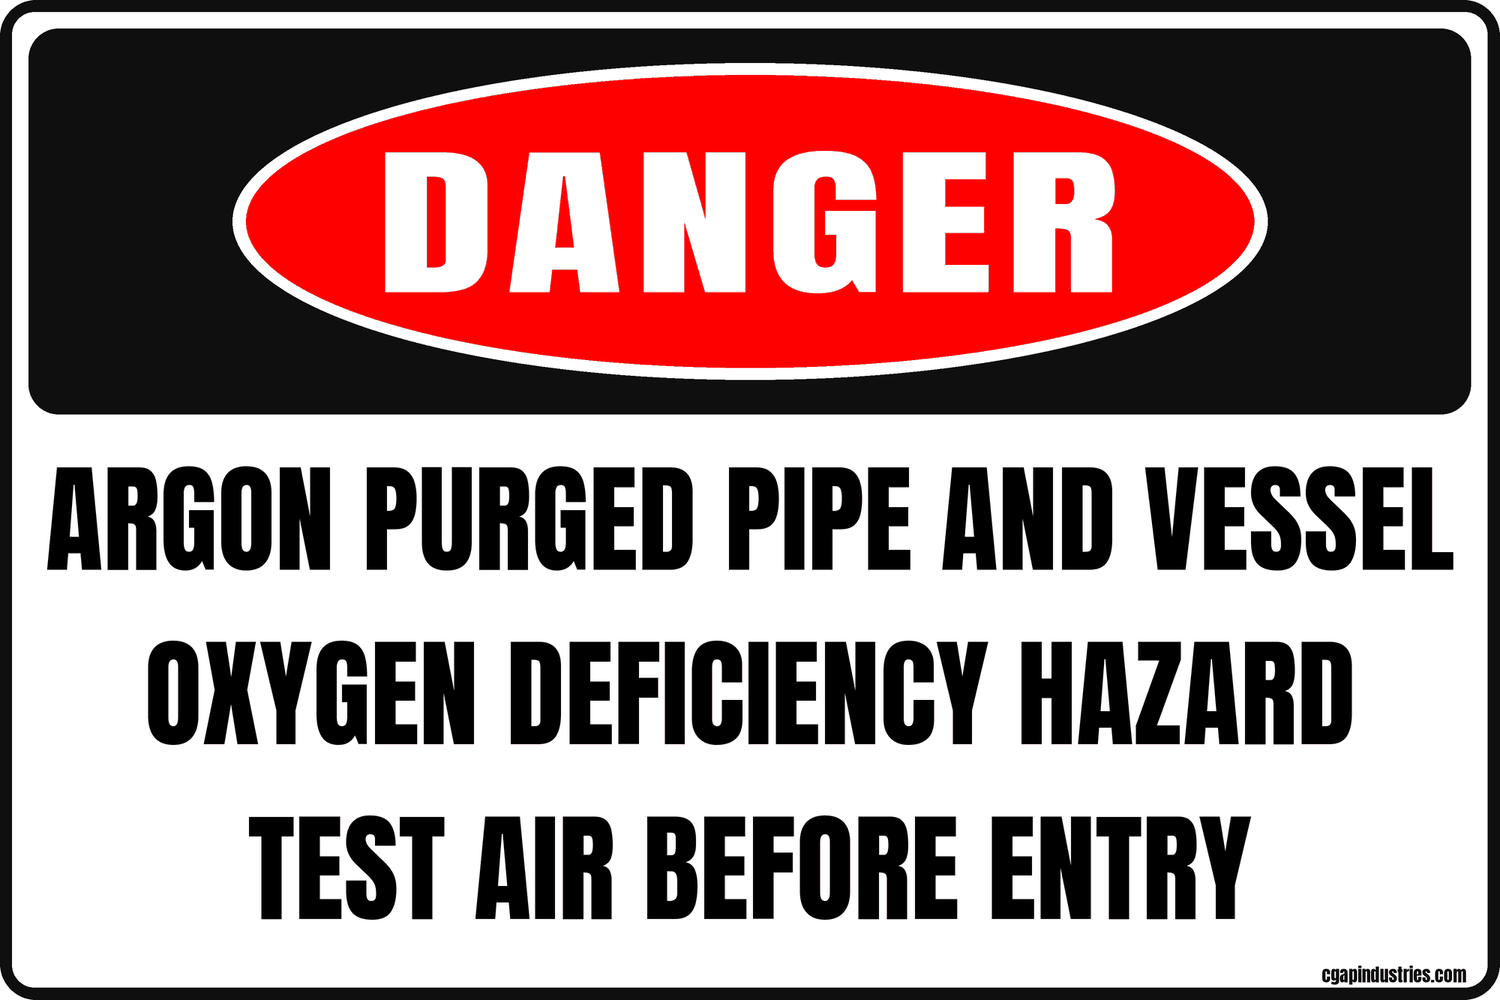 DANGER
ARGON PURGED PIPE AND VESSEL
OXYGEN DEFICIENCY HAZARD
TEST AIR BEFORE ENTRY
cgapindustries.com